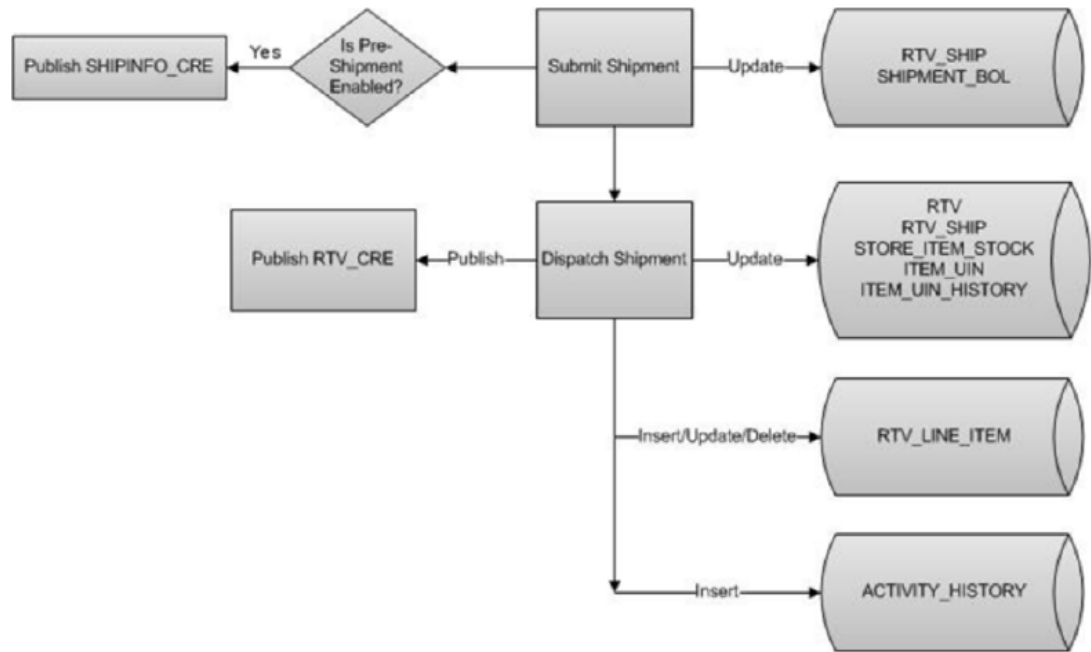 Publish SHIPINFO_CRE
Yes
Is Pre-
Shipment
Enabled?
Submit Shipment
Update
RTV_SHIP
SHIPMENT_BOL
Publish RTV_CRE
Publish
Dispatch Shipment
Update
RTV
RTV_SHIP
STORE_ITEM_STOCK
ITEM_UIN
ITEM_UIN_HISTORY
Insert/Update/Delete
RTV_LINE_ITEM
Insert
ACTIVITY_HISTORY